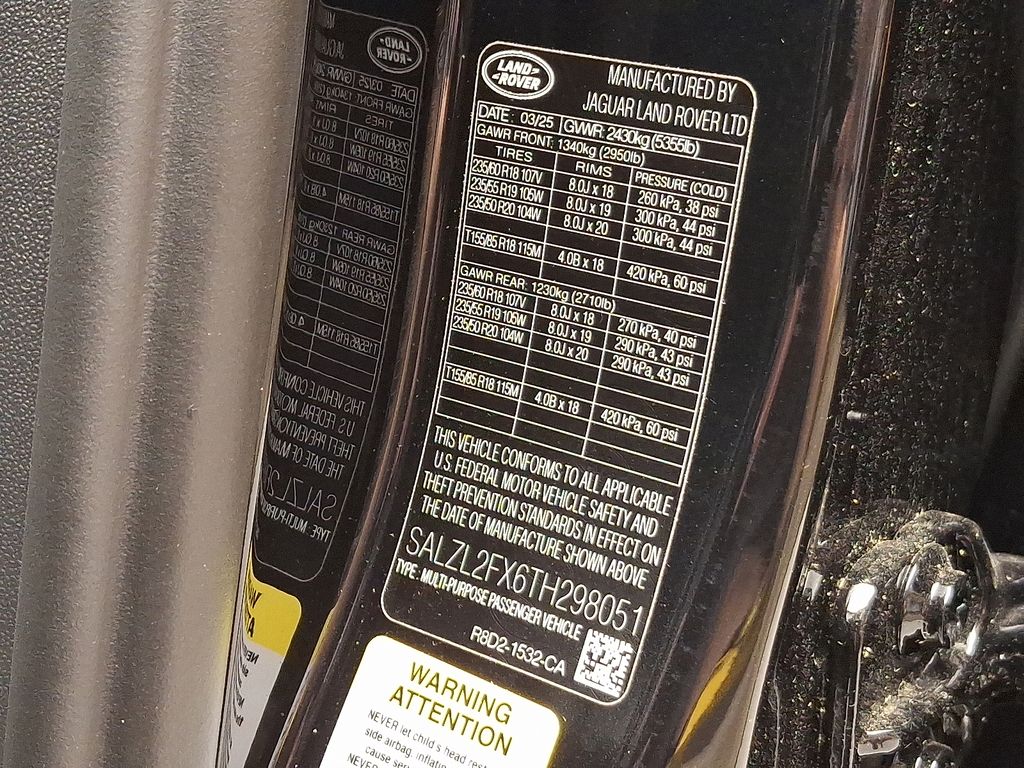 LAND-
-ROVER
MANUFACTURED BY
JAGUAR LAND ROVER LTD
DATE: 03/25 GVWR: 2430kg (5355lb)
GAWR FRONT: 1340kg (2950lb)
TIRES RIMS PRESSURE (COLD)
235/60 R18 107V 8.0J x 18 260 kPa, 38 psi
235/55 R19 105W 8.0J x 19 300 kPa, 44 psi
235/50 R20 104W 8.0J x 20 300 kPa, 44 psi
T155/85 R18 115M 4.0B x 18 420 kPa, 60 psi
GAWR REAR: 1230kg (2710lb)
235/60 R18 107V 8.0J x 18 270 kPa, 40 psi
235/55 R19 105W 8.0J x 19 290 kPa, 43 psi
235/50 R20 104W 8.0J x 20 290 kPa, 43 psi
T155/85 R18 115M 4.0B x 18 420 kPa, 60 psi
THIS VEHICLE CONFORMS TO ALL APPLICABLE
U.S. FEDERAL MOTOR VEHICLE SAFETY AND
THEFT PREVENTION STANDARDS IN EFFECT ON
THE DATE OF MANUFACTURE SHOWN ABOVE
SALZL2FX6TH298051
TYPE: MULTI-PURPOSE PASSENGER VEHICLE
R8D2-1532-CA
WARNING
ATTENTION
NEVER let child's head rest
side airbag. inflatin
cause ser
NEVER